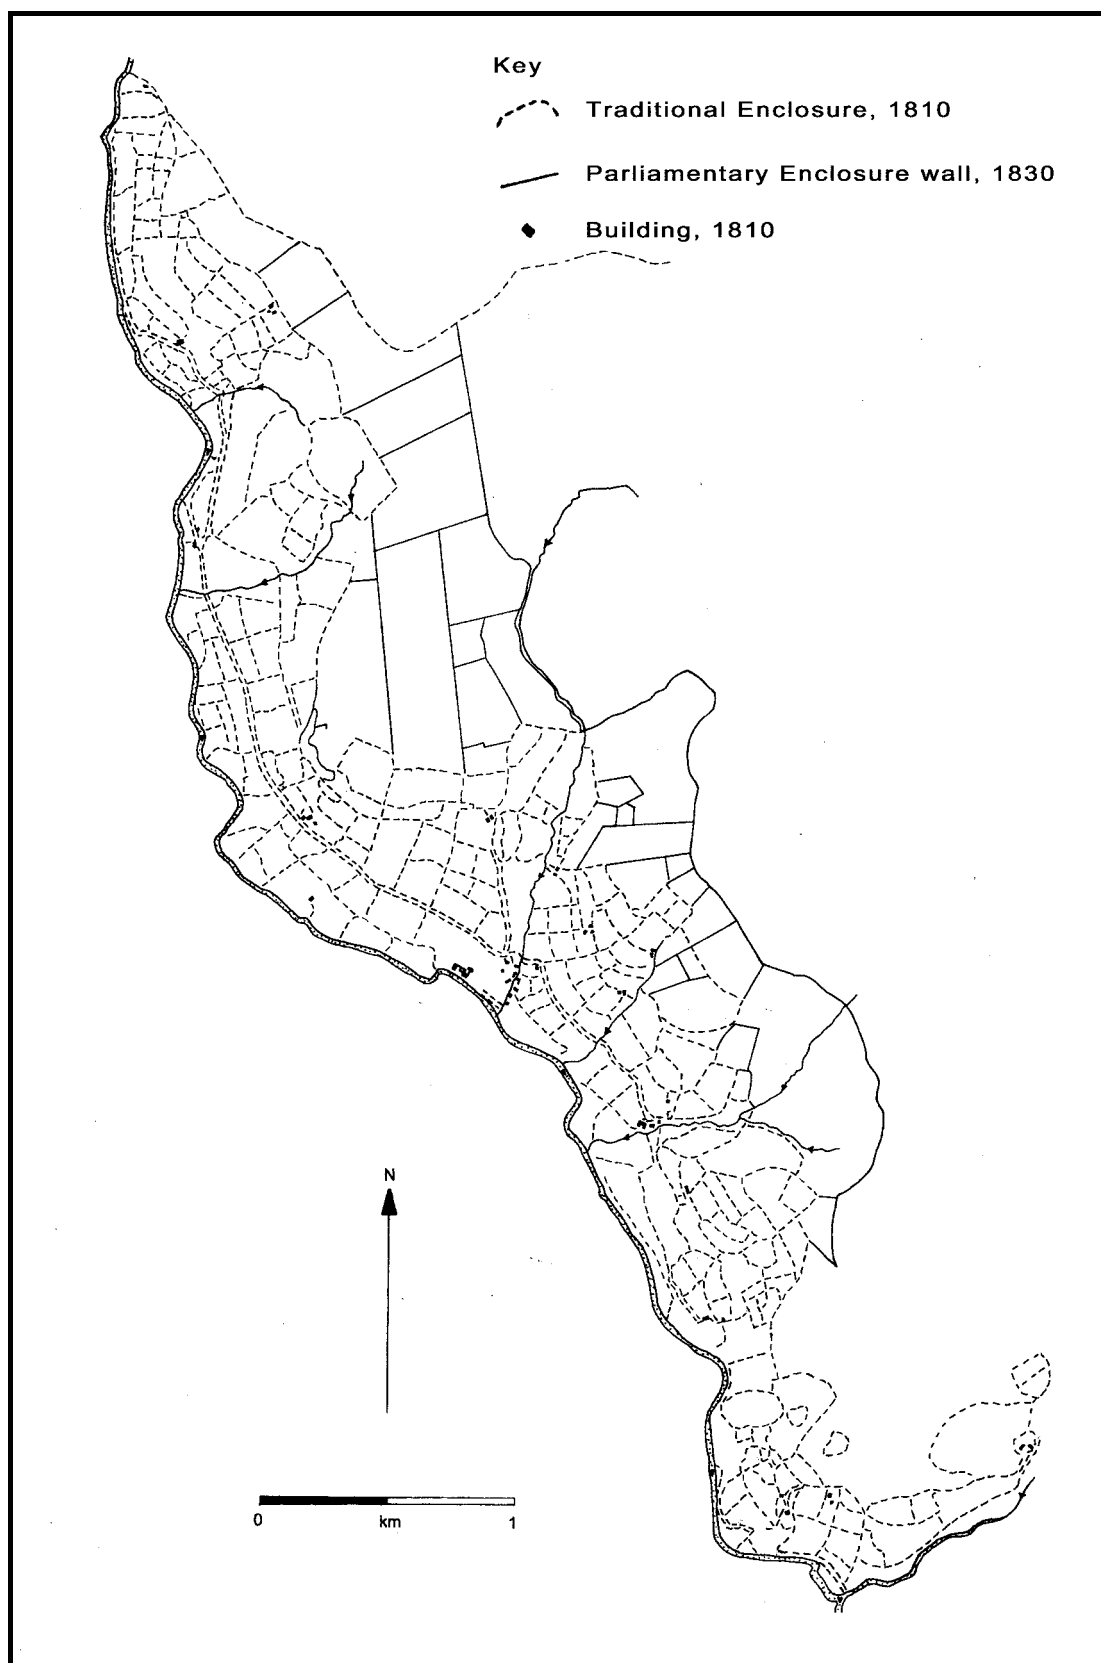 Key
Traditional Enclosure, 1810
Parliamentary Enclosure wall, 1830
Building, 1810
N
0 km 1